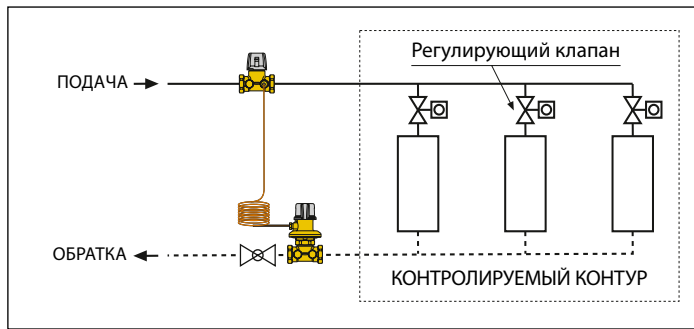 Регулирующий клапан
ПОДАЧА
ОБРАТКА
КОНТРОЛИРУЕМЫЙ КОНТУР